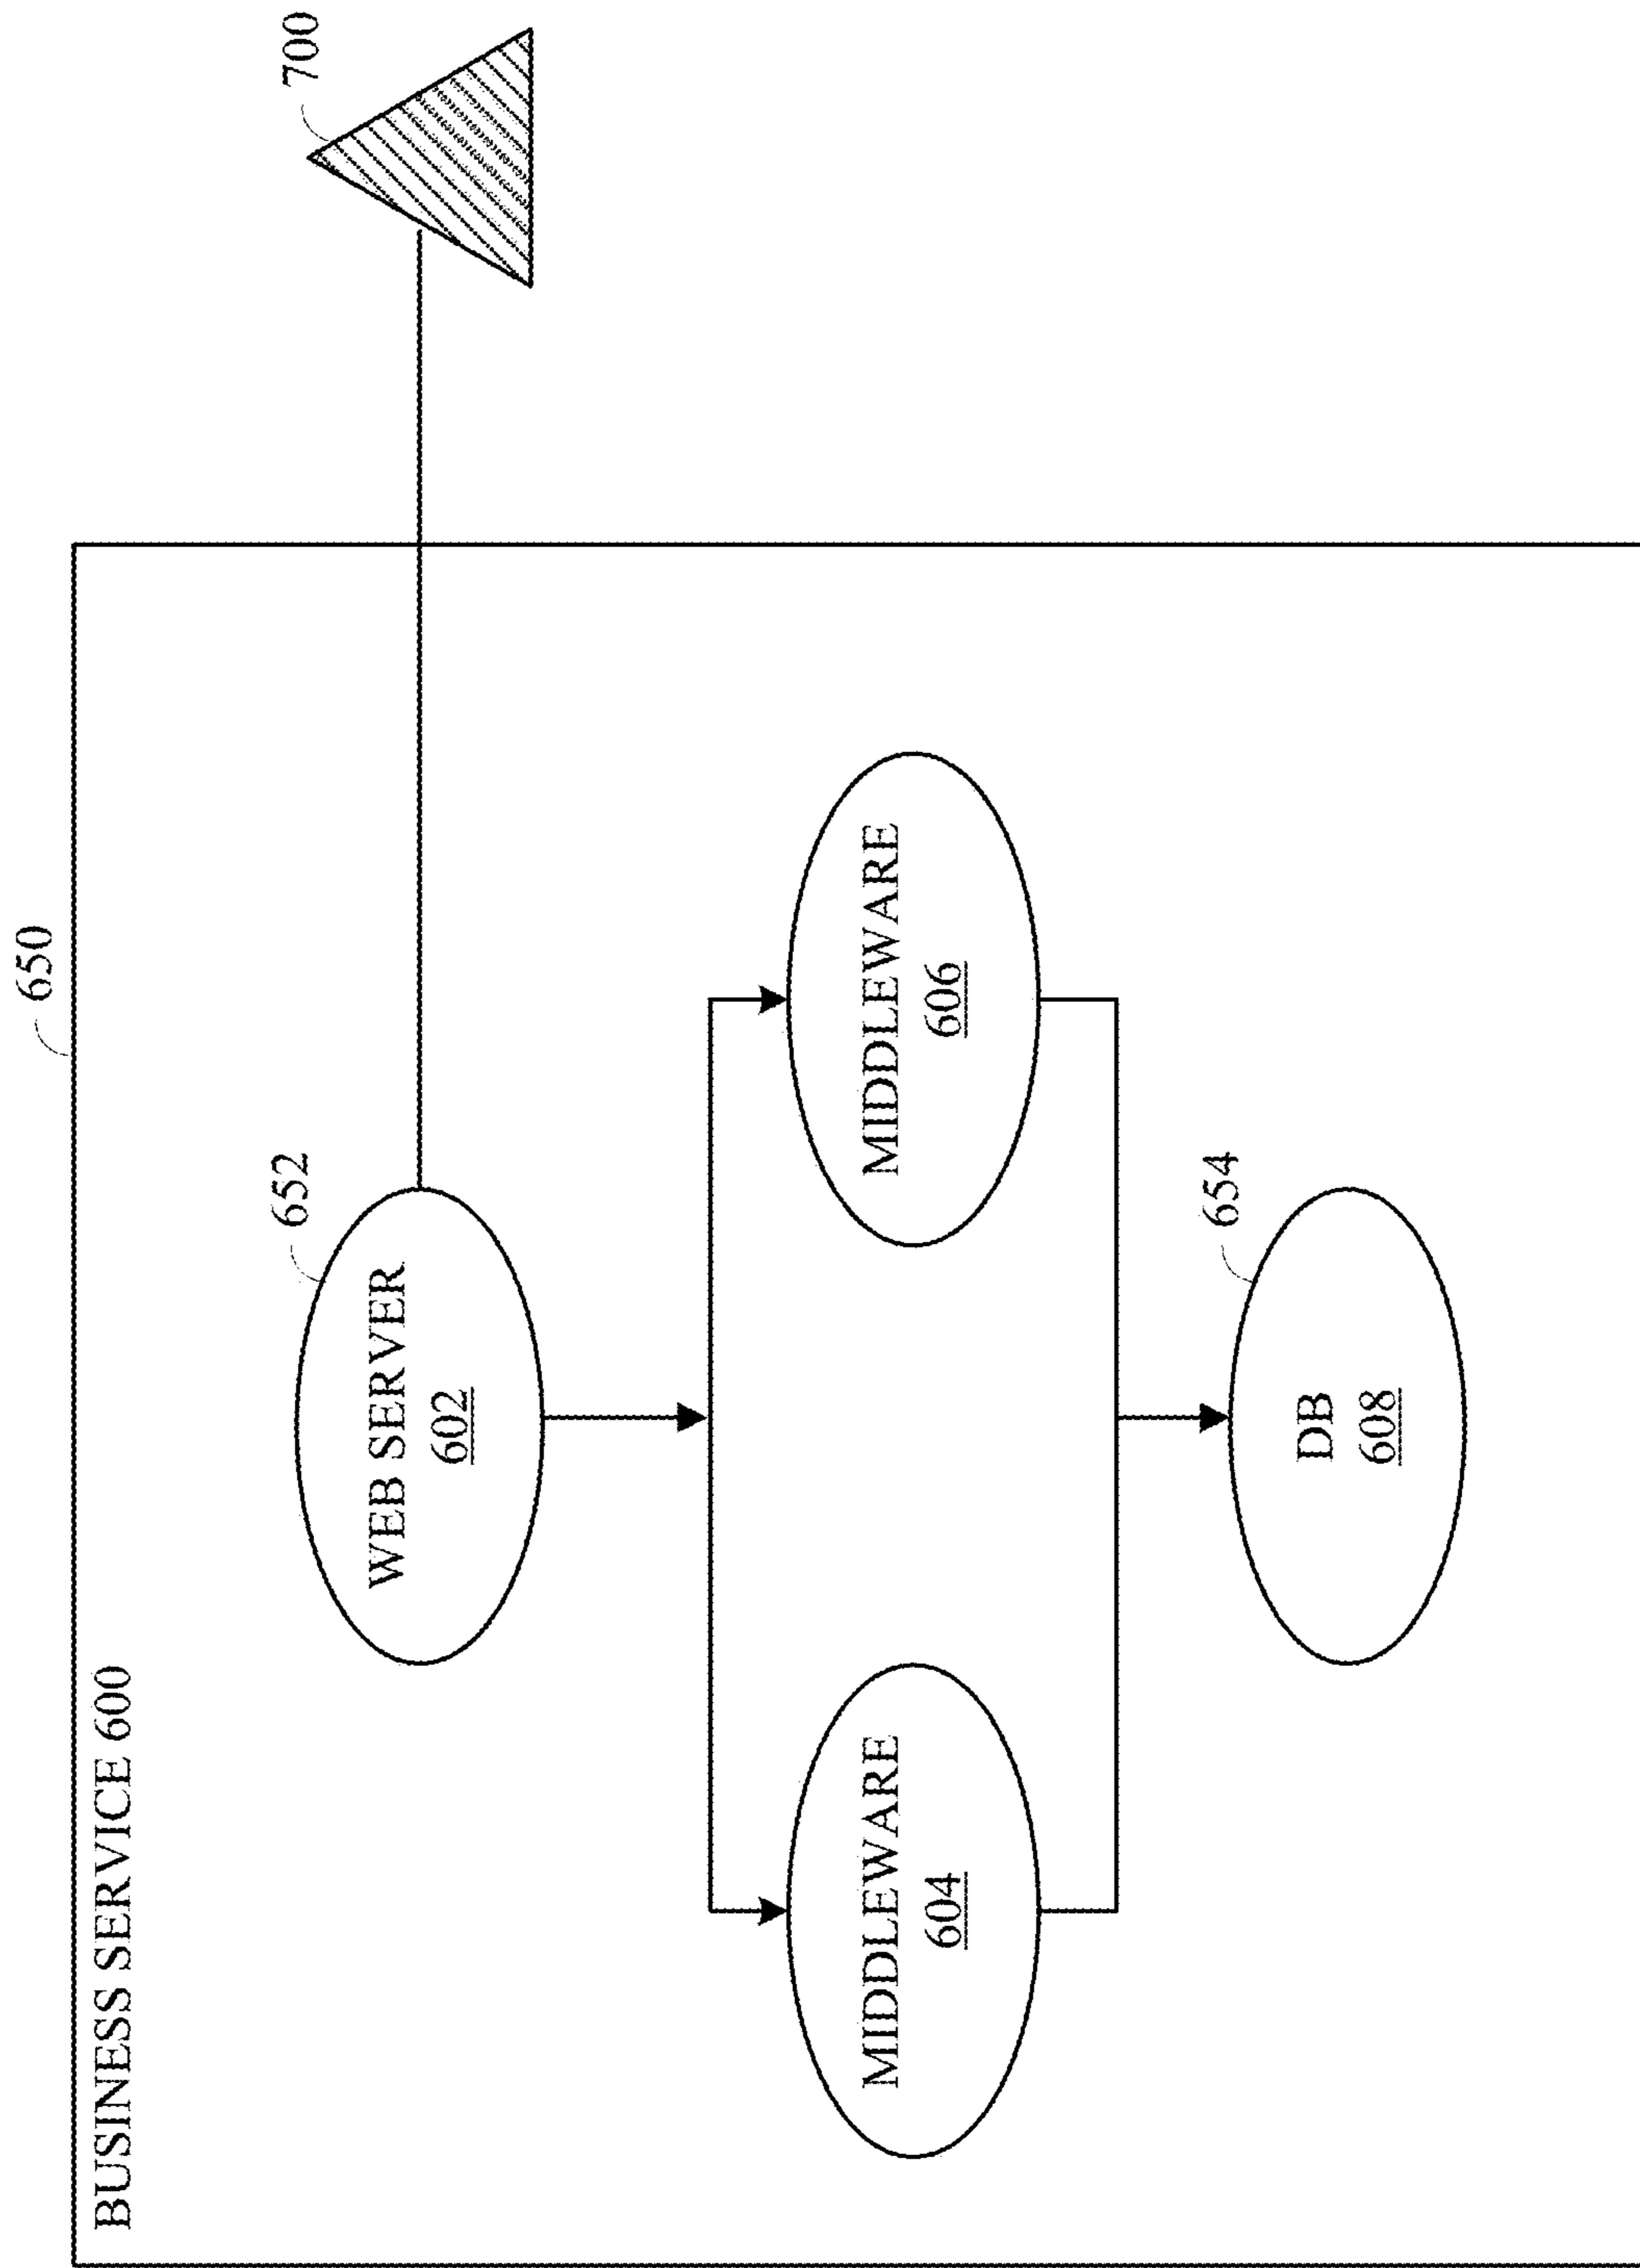 650
BUSINESS SERVICE 600
700
652
WEB SERVER
602
MIDDLEWARE
604
MIDDLEWARE
606
654
DB
608